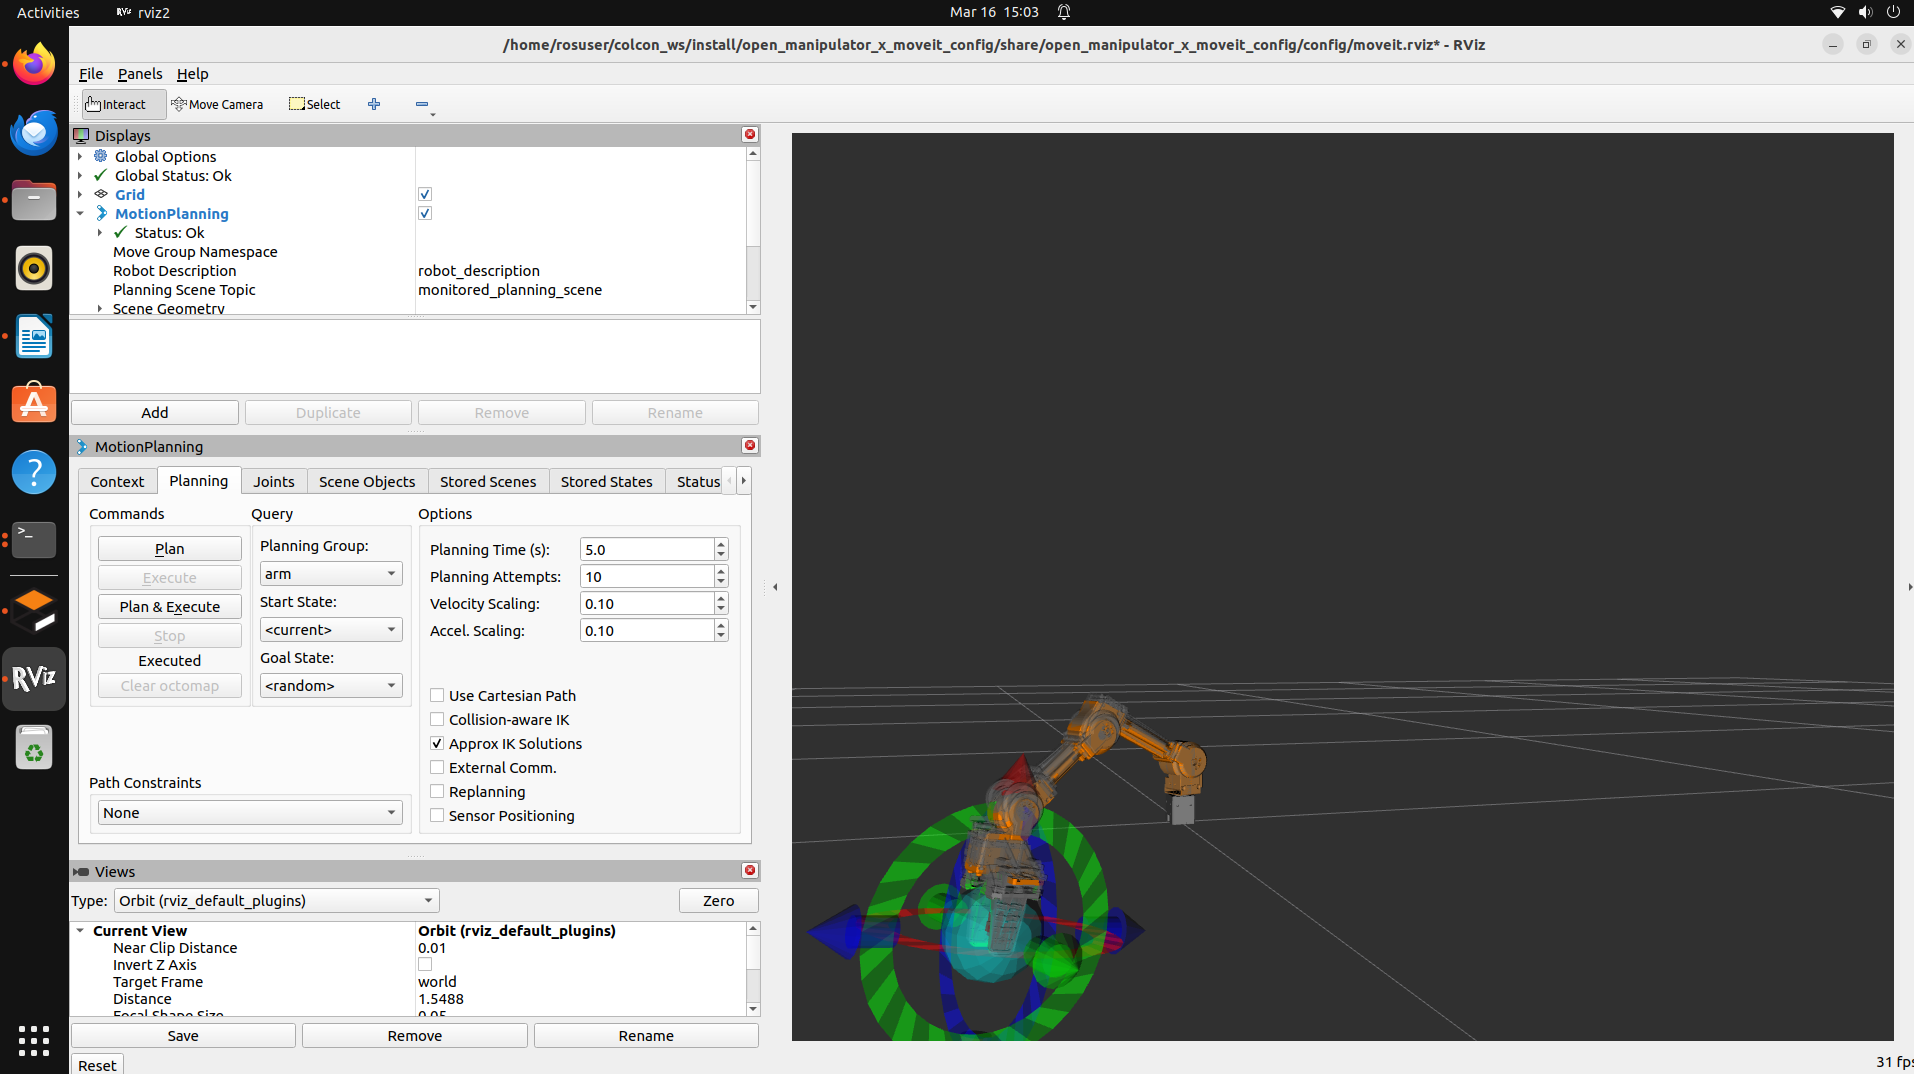 Activities
rviz2
Mar 16 15:03
/home/rosuser/colcon_ws/install/open_manipulator_x_moveit_config/share/open_manipulator_x_moveit_config/config/moveit.rviz* - RViz
File Panels Help
Interact Move Camera Select
Displays
Global Options
Global Status: Ok
Grid
MotionPlanning
Status: Ok
Move Group Namespace
Robot Description robot_description
Planning Scene Topic monitored_planning_scene
Scene Geometry
Add Duplicate Remove Rename
MotionPlanning
Context Planning Joints Scene Objects Stored Scenes Stored States Status
Commands Query Options
Plan
Execute
Plan & Execute
Stop
Executed
Clear octomap
Planning Group:
arm
Start State:
<current>
Goal State:
<random>
Planning Time (s): 5.0
Planning Attempts: 10
Velocity Scaling: 0.10
Accel. Scaling: 0.10
Use Cartesian Path
Collision-aware IK
Approx IK Solutions
External Comm.
Replanning
Sensor Positioning
Path Constraints
None
Views
Type: Orbit (rviz_default_plugins) Zero
Current View Orbit (rviz_default_plugins)
Near Clip Distance 0.01
Invert Z Axis
Target Frame world
Distance 1.5488
Focal Shape Size 0.05
Save Remove Rename
Reset
31 fps
RViz